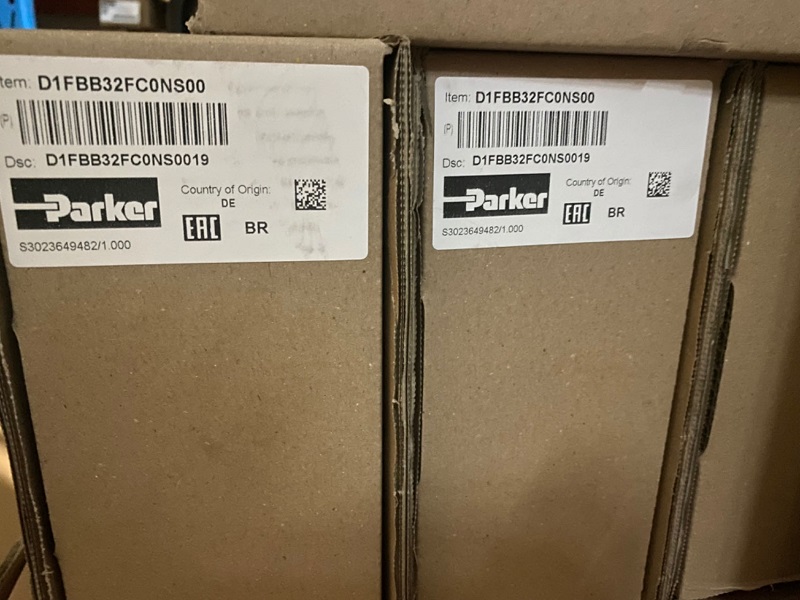 Item: D1FBB32FC0NS00
(P)
Dsc: D1FBB32FC0NS0019
Parker
Country of Origin:
DE
EAC BR
S3023649482/1.000
Item: D1FBB32FC0NS00
(P)
Dsc: D1FBB32FC0NS0019
Parker
Country of Origin:
DE
EAC BR
S3023649482/1.000